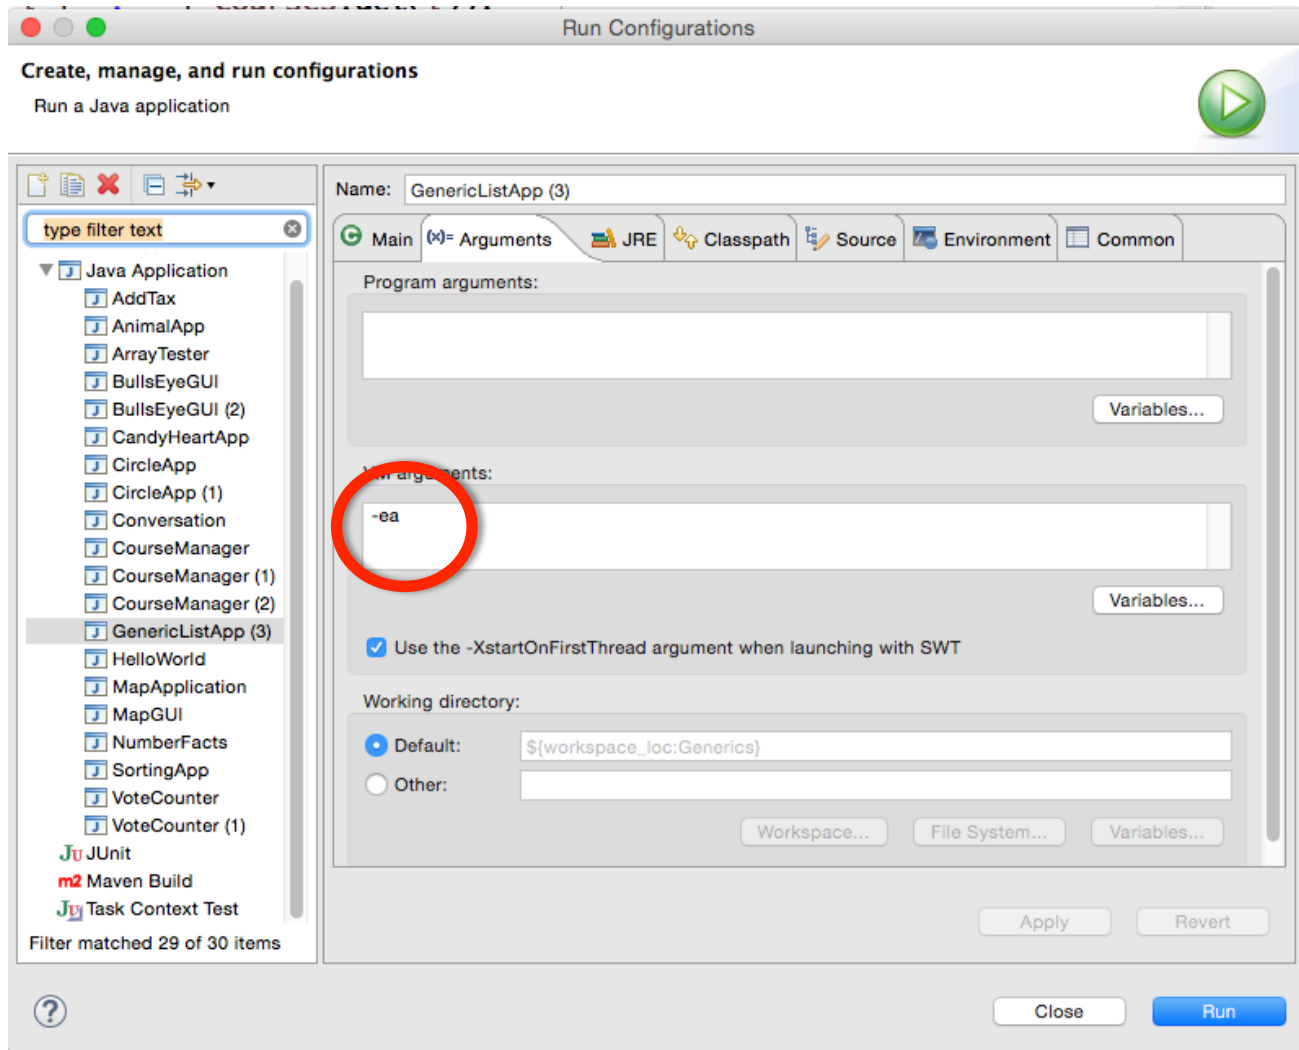 Run Configurations
Create, manage, and run configurations
Run a Java application
Name: GenericListApp (3)
type filter text
Main (x)= Arguments JRE Classpath Source Environment Common
Java Application
AddTax
AnimalApp
ArrayTester
BullsEyeGUI
BullsEyeGUI (2)
CandyHeartApp
CircleApp
CircleApp (1)
Conversation
CourseManager
CourseManager (1)
CourseManager (2)
GenericListApp (3)
HelloWorld
MapApplication
MapGUI
NumberFacts
SortingApp
VoteCounter
VoteCounter (1)
Ju JUnit
m2 Maven Build
Ju Task Context Test
Filter matched 29 of 30 items
Program arguments:
Variables...
VM arguments:
-ea
Variables...
Use the -XstartOnFirstThread argument when launching with SWT
Working directory:
Default: ${workspace_loc:Generics}
Other:
Workspace... File System... Variables...
Apply Revert
? Close Run